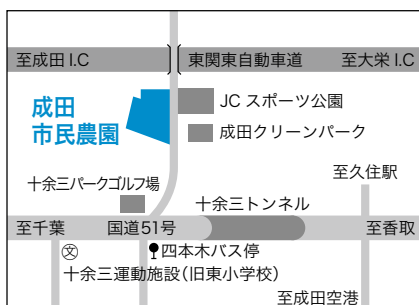 至成田 I.C 東関東自動車道 至大栄 I.C
成田
市民農園
JC スポーツ公園
成田クリーンパーク
至久住駅
十余三パークゴルフ場
十余三トンネル
至千葉 国道51号 至香取
文 四本木バス停
十余三運動施設(旧東小学校)
至成田空港